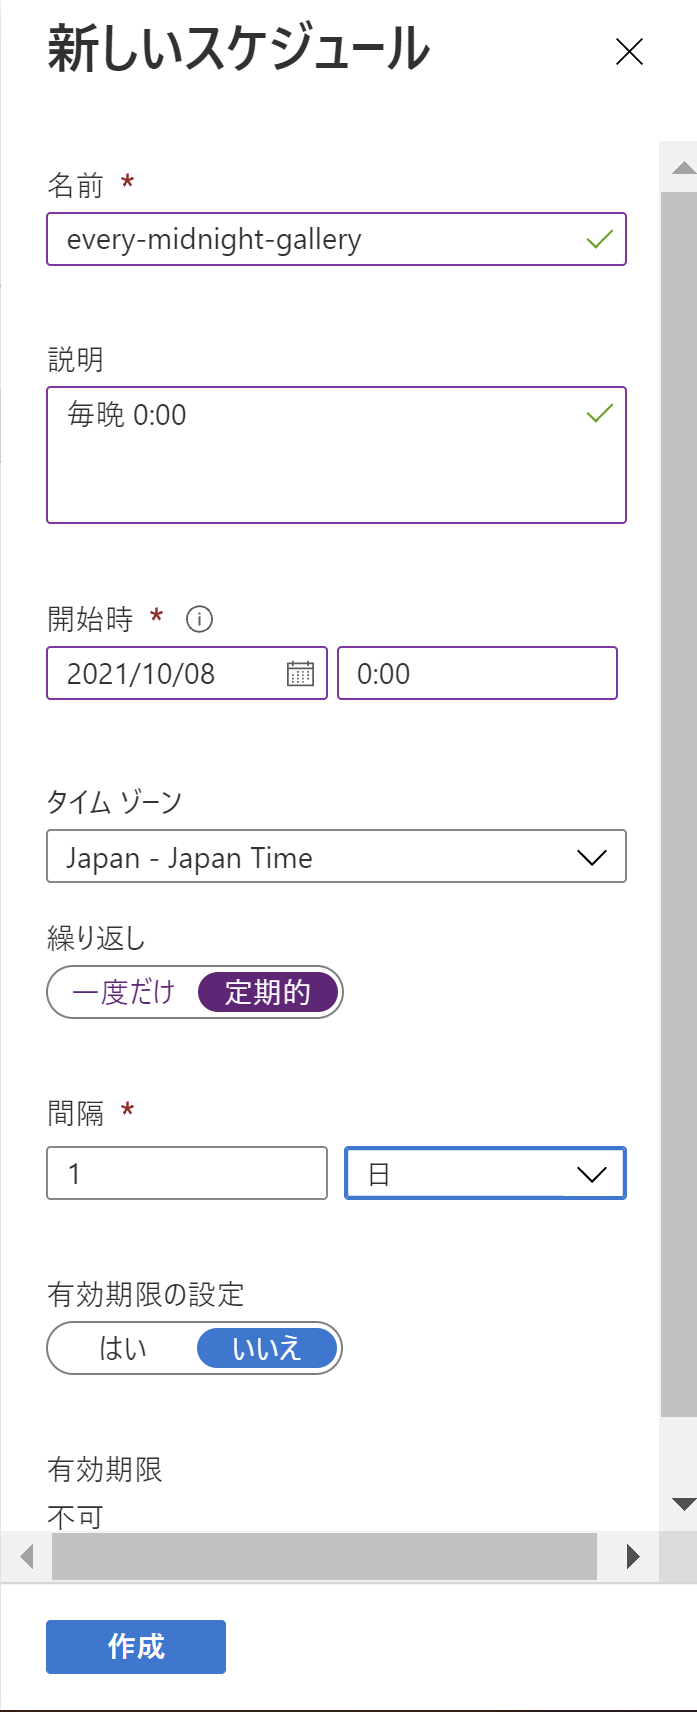 新しいスケジュール
名前 *
every-midnight-gallery
説明
毎晩 0:00
開始時 *
2021/10/08 0:00
タイム ゾーン
Japan - Japan Time
繰り返し
一度だけ 定期的
間隔 *
1 日
有効期限の設定
はい いいえ
有効期限
不可
作成